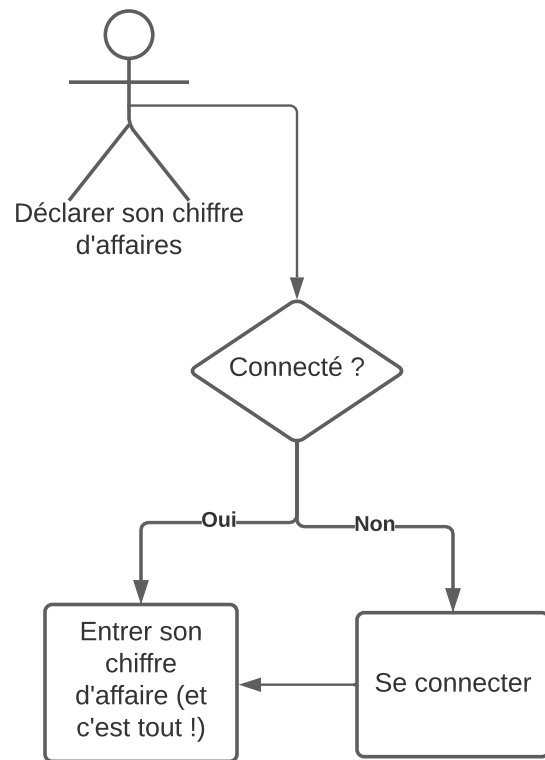 Déclarer son chiffre
d'affaires
Connecté ?
Oui
Non
Entrer son
chiffre
d'affaire (et
c'est tout !)
Se connecter